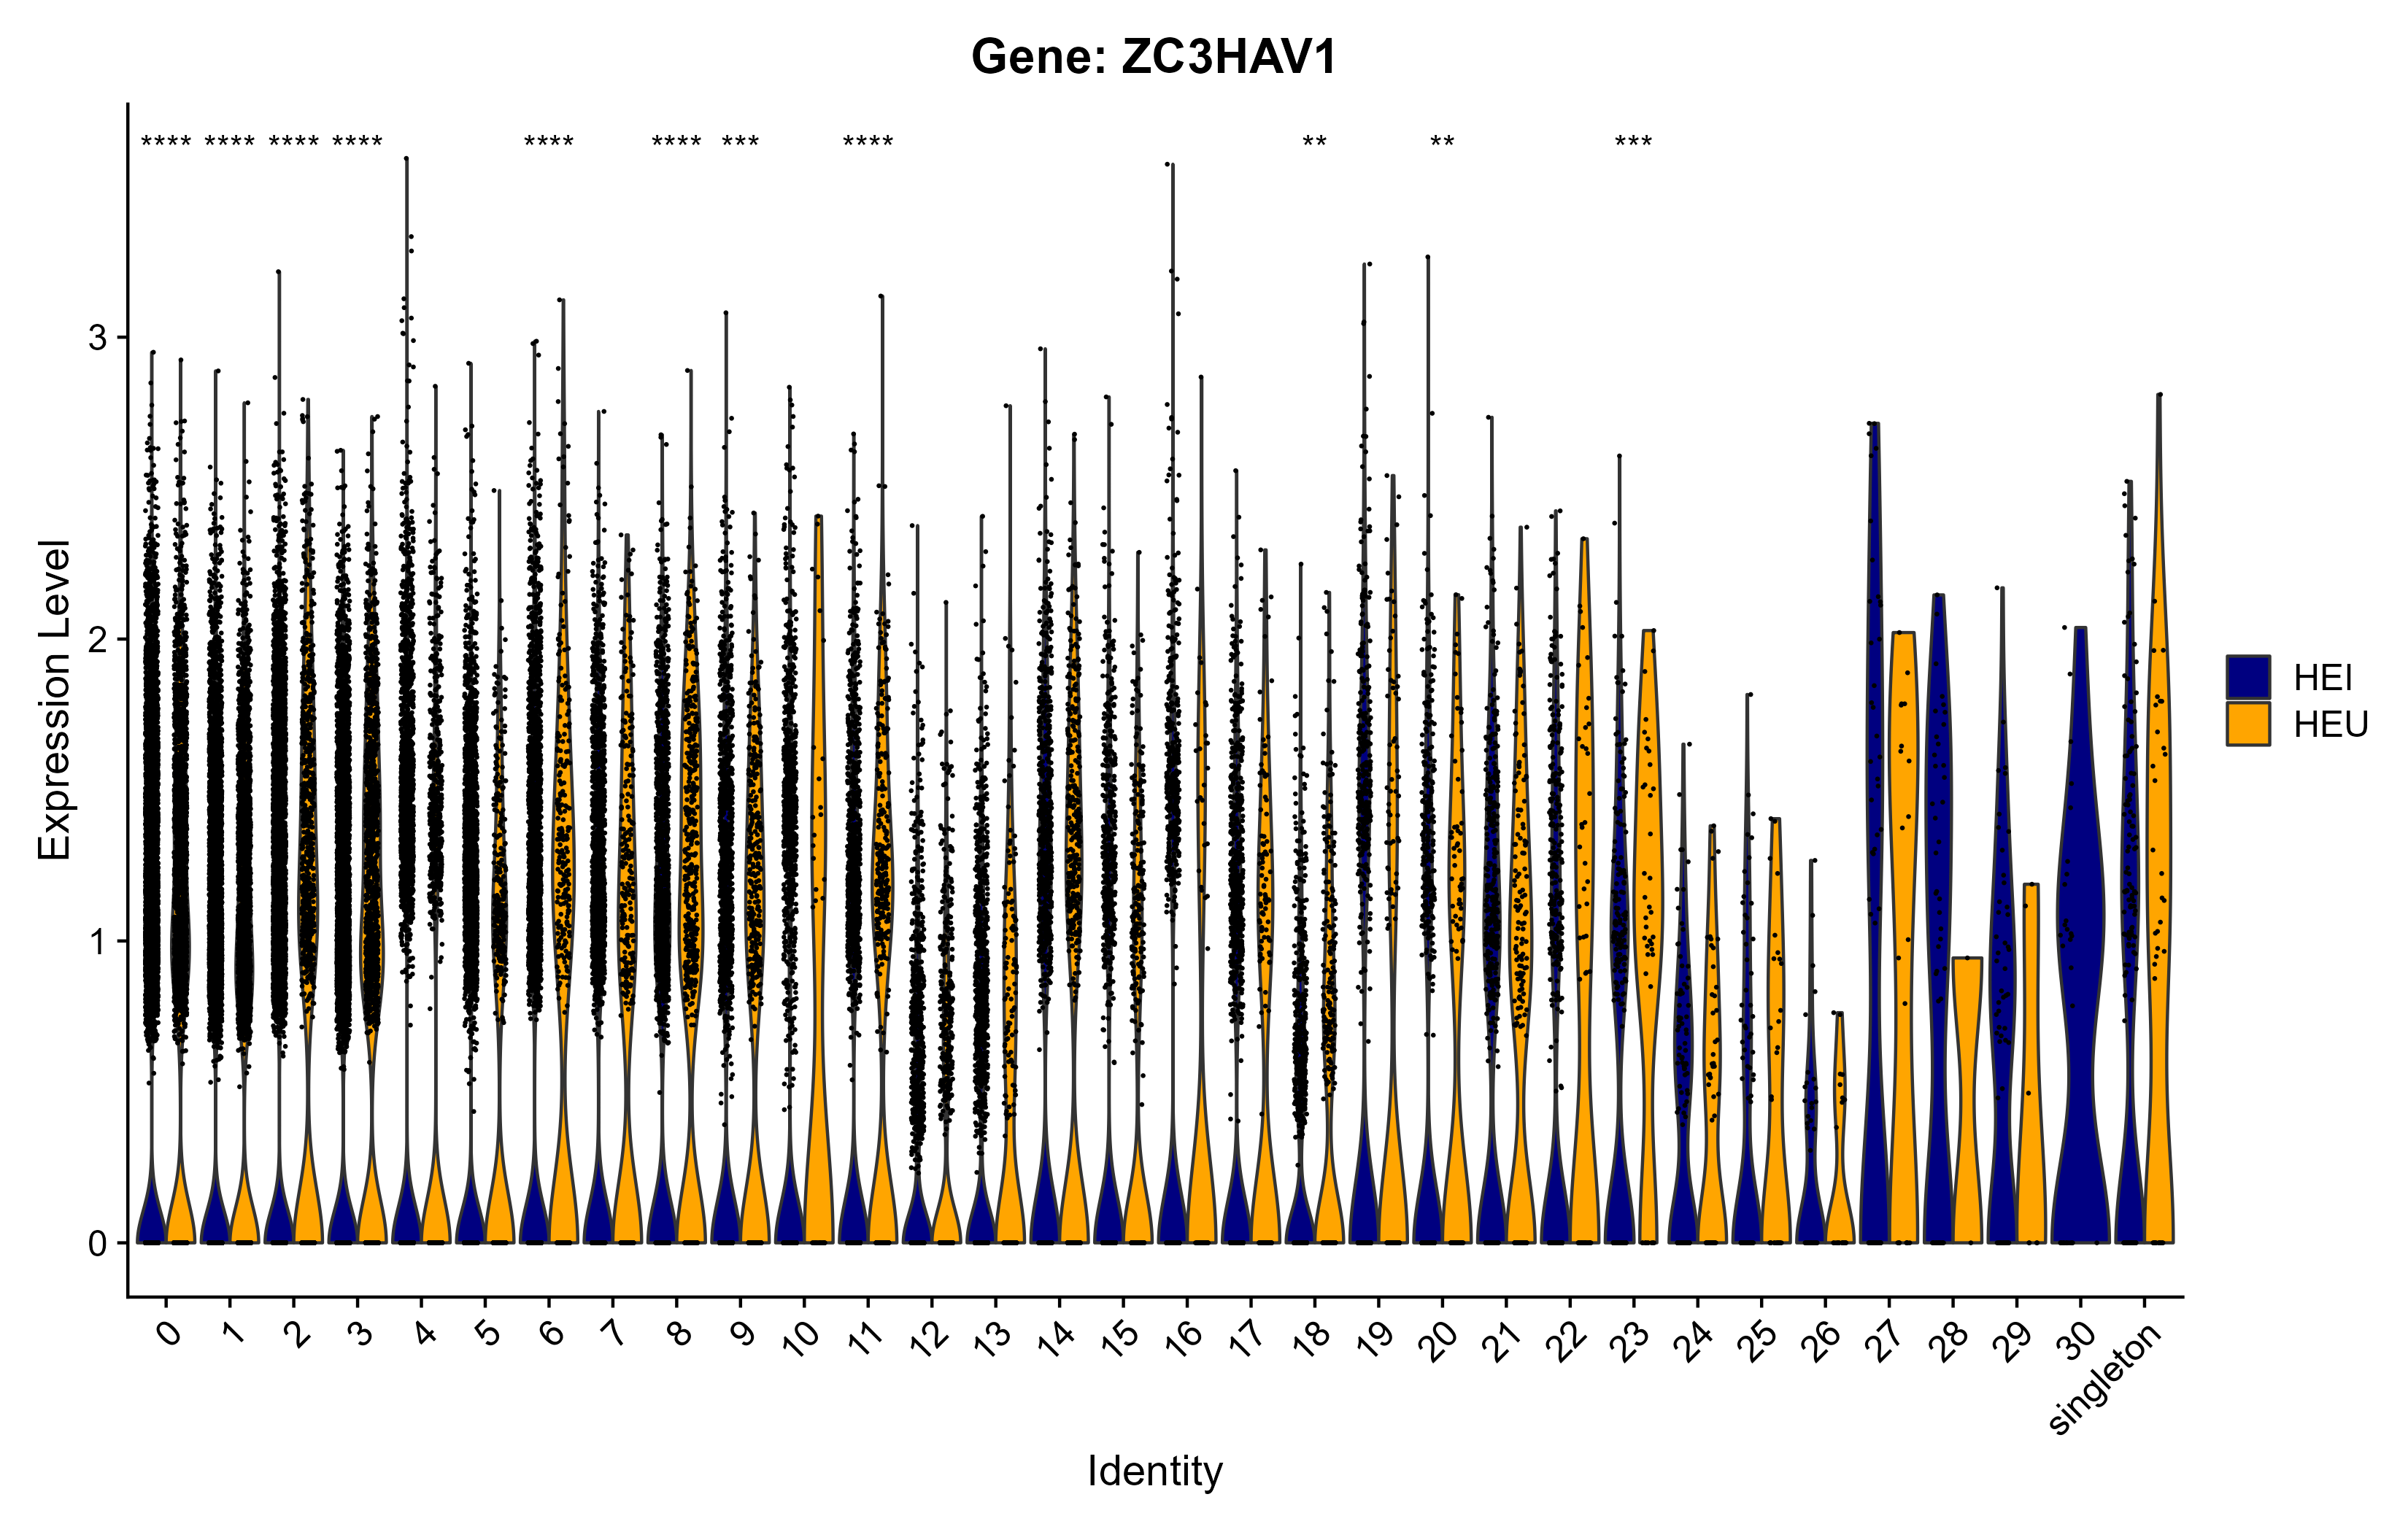 Gene: ZC3HAV1
**** **** **** **** **** **** *** **** ** ** ***
Expression Level
3
2
1
0
HEI
HEU
0 1 2 3 4 5 6 7 8 9 10 11 12 13 14 15 16 17 18 19 20 21 22 23 24 25 26 27 28 29 30 singleton
Identity